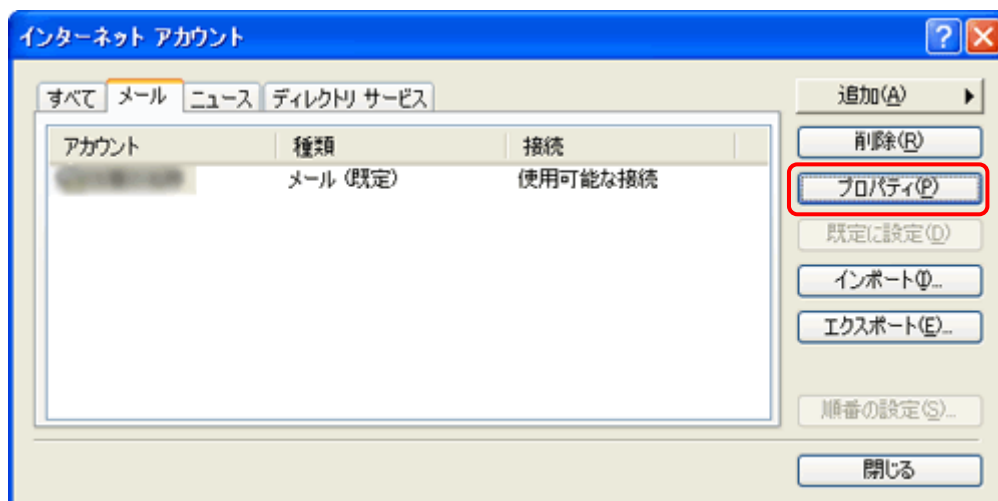 インターネット アカウント
すべて メール ニュース ディレクトリ サービス
アカウント 種類 接続
メール (既定) 使用可能な接続
追加(A)
削除(R)
プロパティ(P)
既定に設定(D)
インポート(I)...
エクスポート(E)...
順番の設定(S)...
閉じる